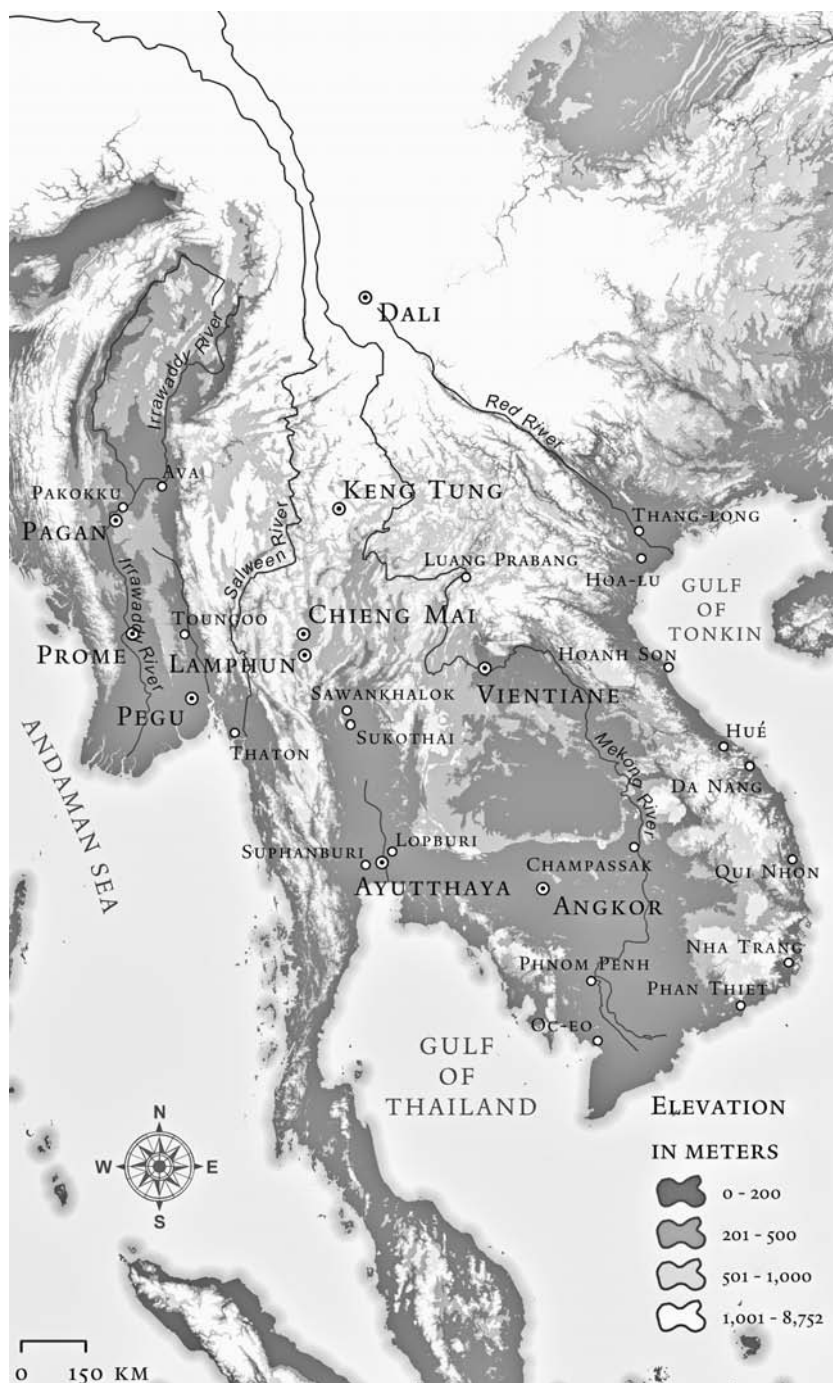 DALI
Irrawaddy River
Red River
AVA
PAKOKKU
PAGAN
KENG TUNG
THANG-LONG
Salween River
LUANG PRABANG
HOA-LU
GULF
OF
TONKIN
Irrawaddy River
TOUNGOO
CHIENG MAI
PROME
LAMPHUN
HOANH SON
VIENTIANE
PEGU
SAWANKHALOK
SUKOTHAI
HUÉ
THATON
Mekong River
DA NANG
ANDAMAN SEA
LOPBURI
SUPHANBURI
CHAMPASSAK
QUI NHON
AYUTTHAYA
ANGKOR
NHA TRANG
PHNOM PENH
PHAN THIET
OC-EO
GULF
OF
THAILAND
ELEVATION
IN METERS
0 - 200
201 - 500
501 - 1,000
1,001 - 8,752
N
W E
S
0 150 KM